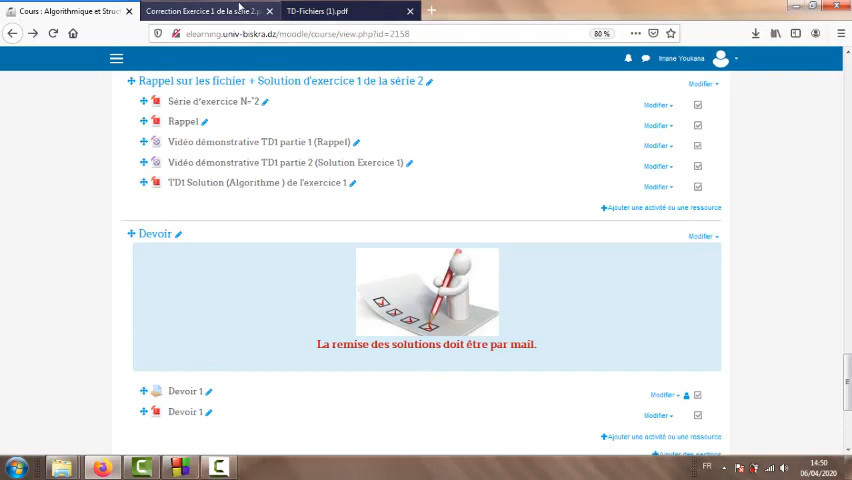 Cours : Algorithmique et Struct
Correction Exercice 1 de la série 2.p
TD-Fichiers (1).pdf
elearning.univ-biskra.dz/moodle/course/view.php?id=2158
80 %
Imane Youkana
Rappel sur les fichier + Solution d'exercice 1 de la série 2
Modifier
Série d'exercice N=°2
Modifier
Rappel
Modifier
Vidéo démonstrative TD1 partie 1 (Rappel)
Modifier
Vidéo démonstrative TD1 partie 2 (Solution Exercice 1)
Modifier
TD1 Solution (Algorithme ) de l'exercice 1
Modifier
Ajouter une activité ou une ressource
Devoir
Modifier
La remise des solutions doit être par mail.
Devoir 1
Modifier
Devoir 1
Modifier
Ajouter une activité ou une ressource
Ajouter des sections
FR
14:50
06/04/2020